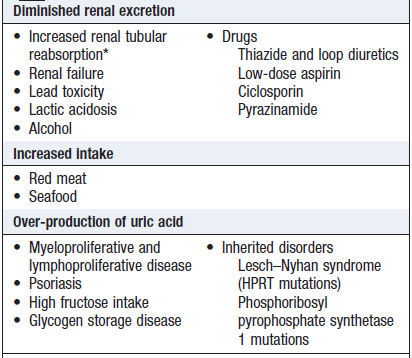 Diminished renal excretion
• Increased renal tubular
reabsorption*
• Renal failure
• Lead toxicity
• Lactic acidosis
• Alcohol
• Drugs
Thiazide and loop diuretics
Low-dose aspirin
Ciclosporin
Pyrazinamide
Increased intake
• Red meat
• Seafood
Over-production of uric acid
• Myeloproliferative and
lymphoproliferative disease
• Psoriasis
• High fructose intake
• Glycogen storage disease
• Inherited disorders
Lesch–Nyhan syndrome
(HPRT mutations)
Phosphoribosyl
pyrophosphate synthetase
1 mutations